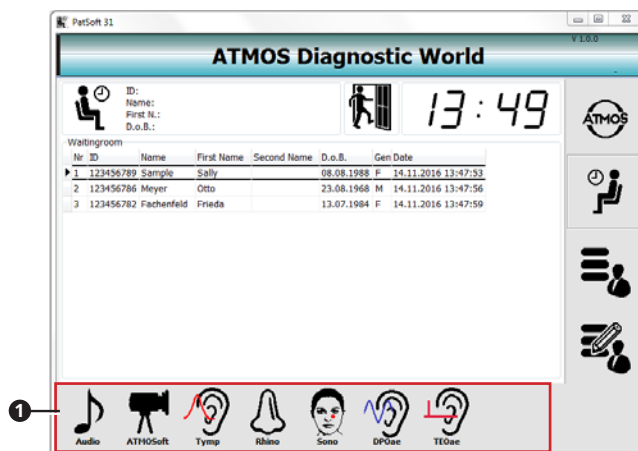 PatSoft 31
V 1.0.0
ATMOS Diagnostic World
ID:
Name:
First N.:
D.o.B.:
13:49
ATMOS
Waitingroom
Nr ID Name First Name Second Name D.o.B. Gen Date
1 123456789 Sample Sally 08.08.1988 F 14.11.2016 13:47:53
2 123456786 Meyer Otto 23.08.1968 M 14.11.2016 13:47:56
3 123456782 Fachenfeld Frieda 13.07.1984 F 14.11.2016 13:47:59
1
Audio ATMOSoft Tymp Rhino Sono DPOae TEOae